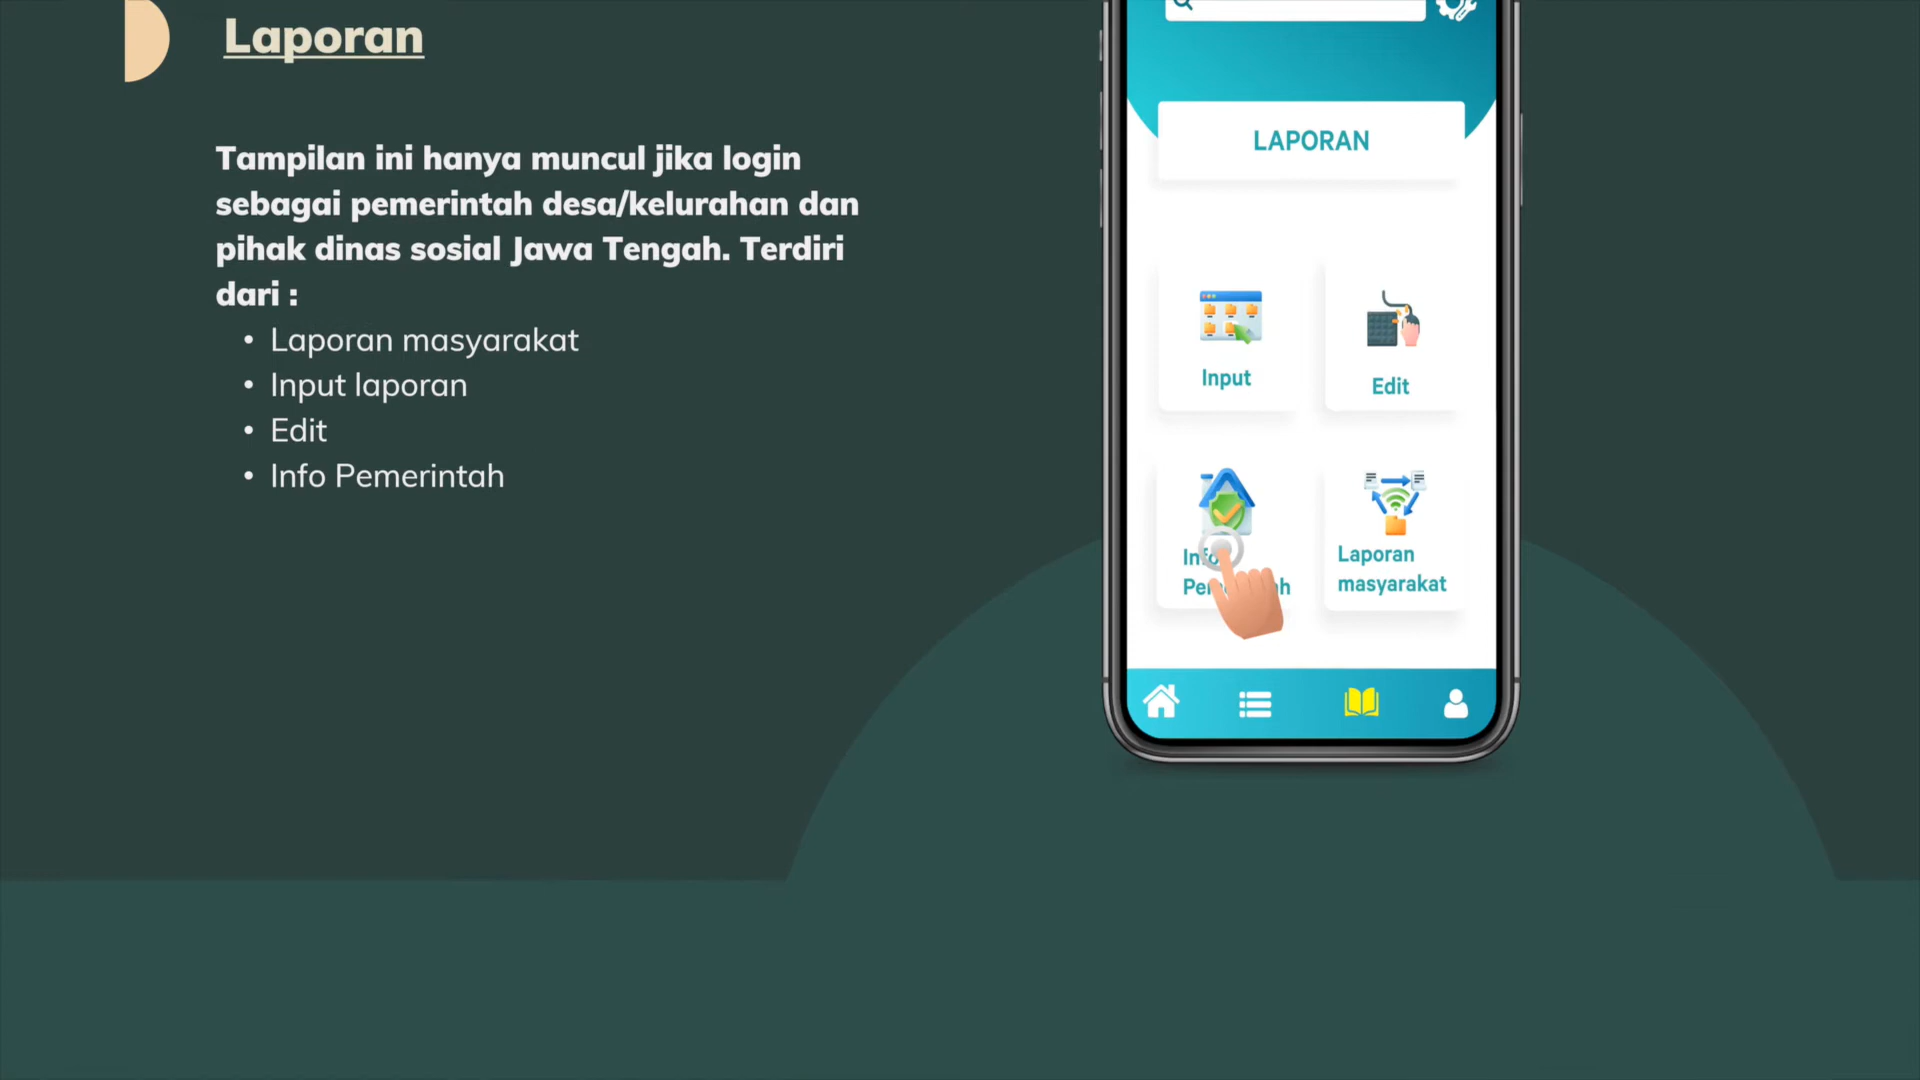 Laporan
Tampilan ini hanya muncul jika login
sebagai pemerintah desa/kelurahan dan
pihak dinas sosial Jawa Tengah. Terdiri
dari :
• Laporan masyarakat
• Input laporan
• Edit
• Info Pemerintah
LAPORAN
Input
Edit
Laporan
masyarakat